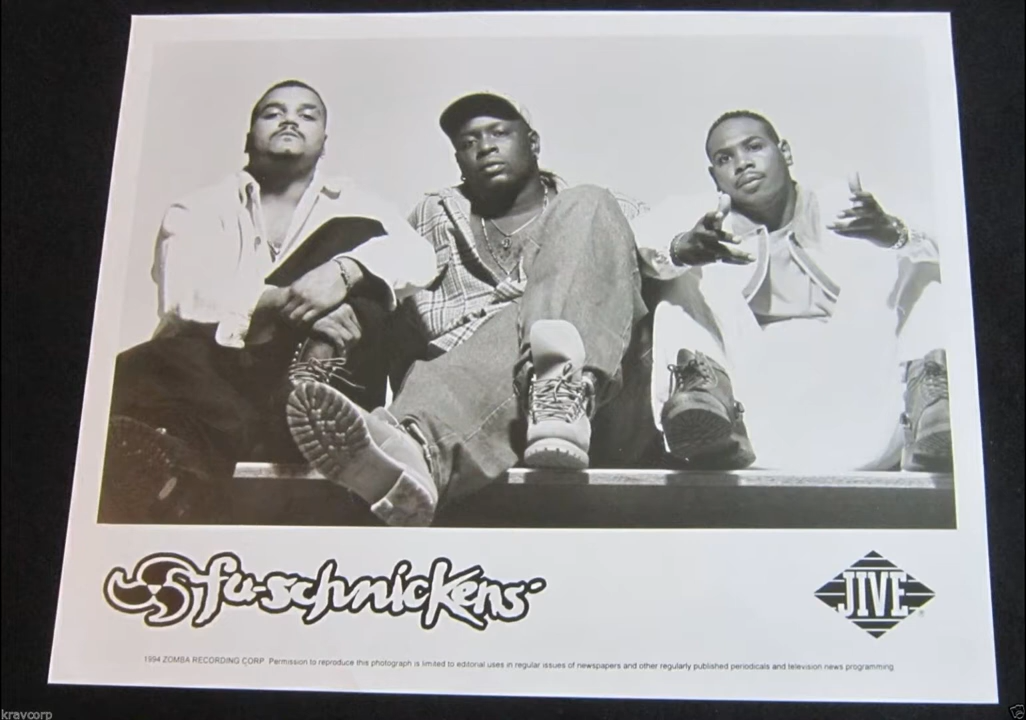 fu-schnickens
JIVE
1994 ZOMBA RECORDING CORP. Permission to reproduce this photograph is limited to editorial uses in regular issues of newspapers and other regularly published periodicals and television news programming
kravcorp